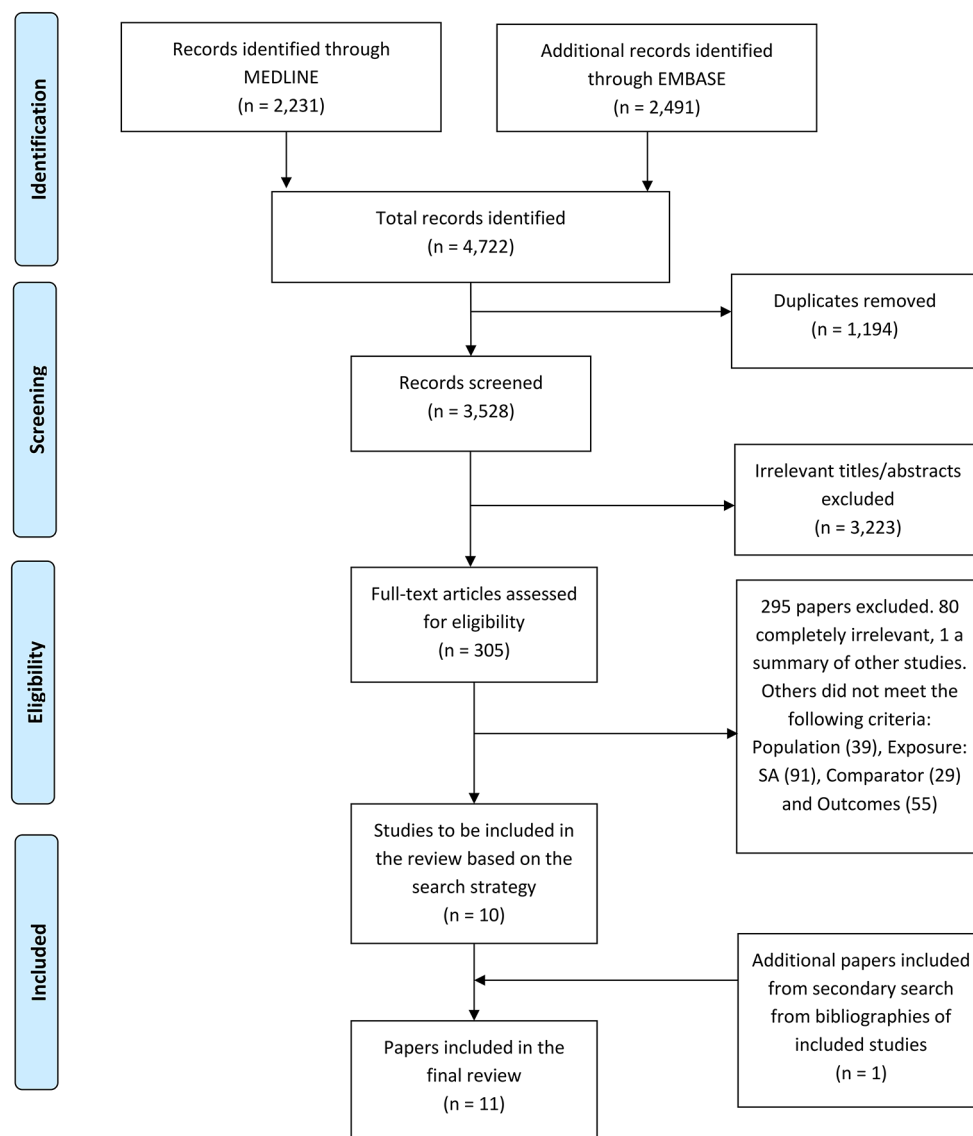 Identification
Records identified through
MEDLINE
(n = 2,231)
Additional records identified
through EMBASE
(n = 2,491)
Total records identified
(n = 4,722)
Screening
Duplicates removed
(n = 1,194)
Records screened
(n = 3,528)
Irrelevant titles/abstracts
excluded
(n = 3,223)
Eligibility
Full-text articles assessed
for eligibility
(n = 305)
295 papers excluded. 80
completely irrelevant, 1 a
summary of other studies.
Others did not meet the
following criteria:
Population (39), Exposure:
SA (91), Comparator (29)
and Outcomes (55)
Included
Studies to be included in
the review based on the
search strategy
(n = 10)
Additional papers included
from secondary search
from bibliographies of
included studies
(n = 1)
Papers included in the
final review
(n = 11)